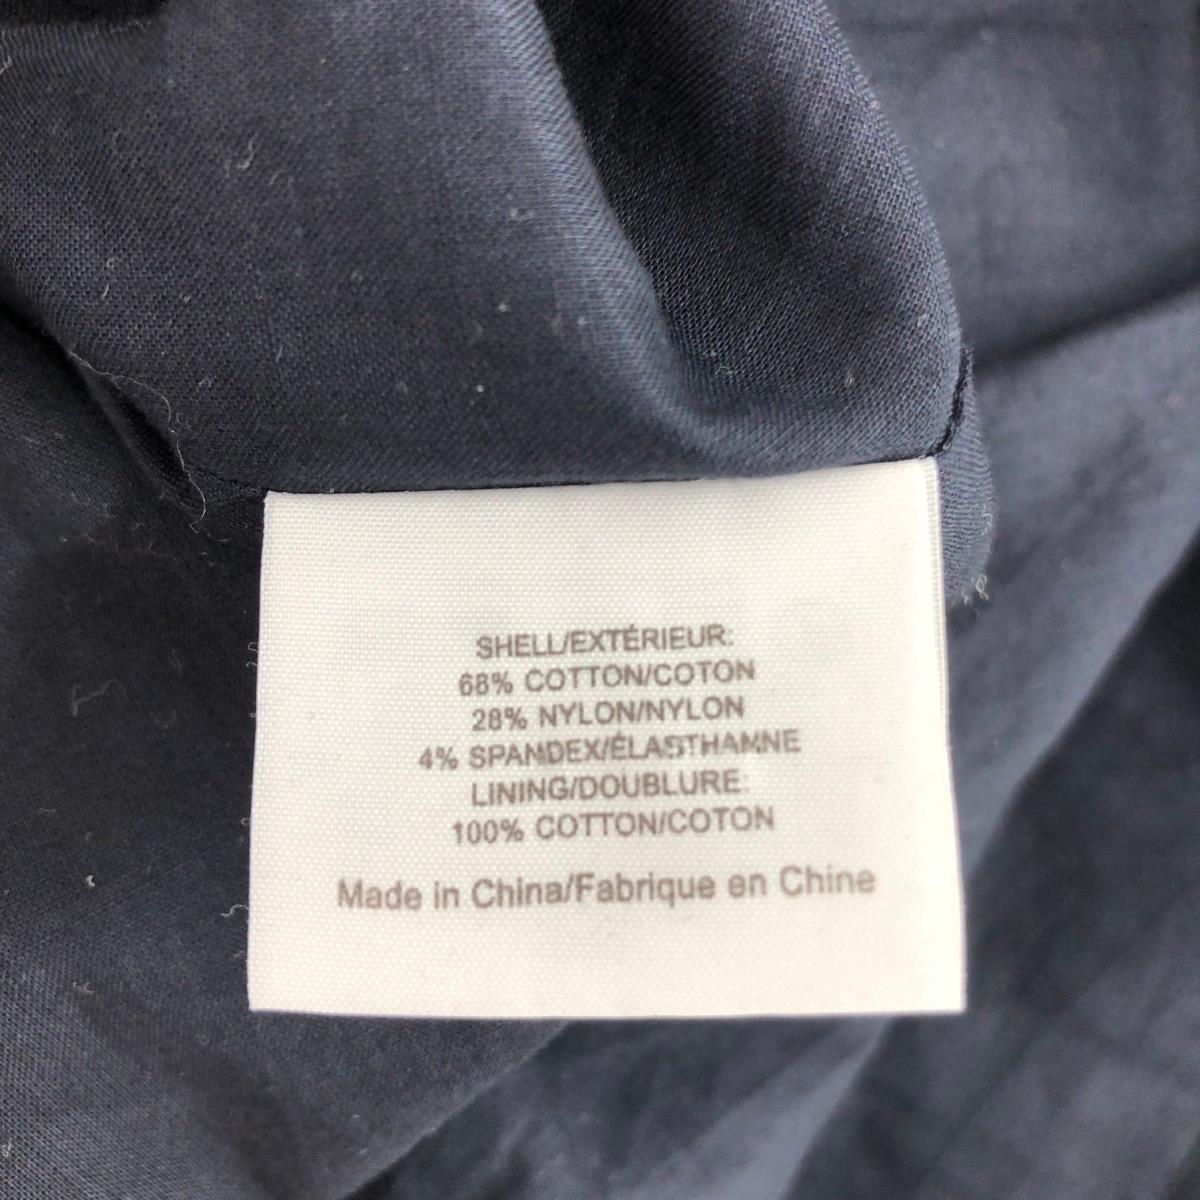 SHELL/EXTÉRIEUR:
68% COTTON/COTON
28% NYLON/NYLON
4% SPANDEX/ÉLASTHANNE
LINING/DOUBLURE:
100% COTTON/COTON
Made in China/Fabrique en Chine